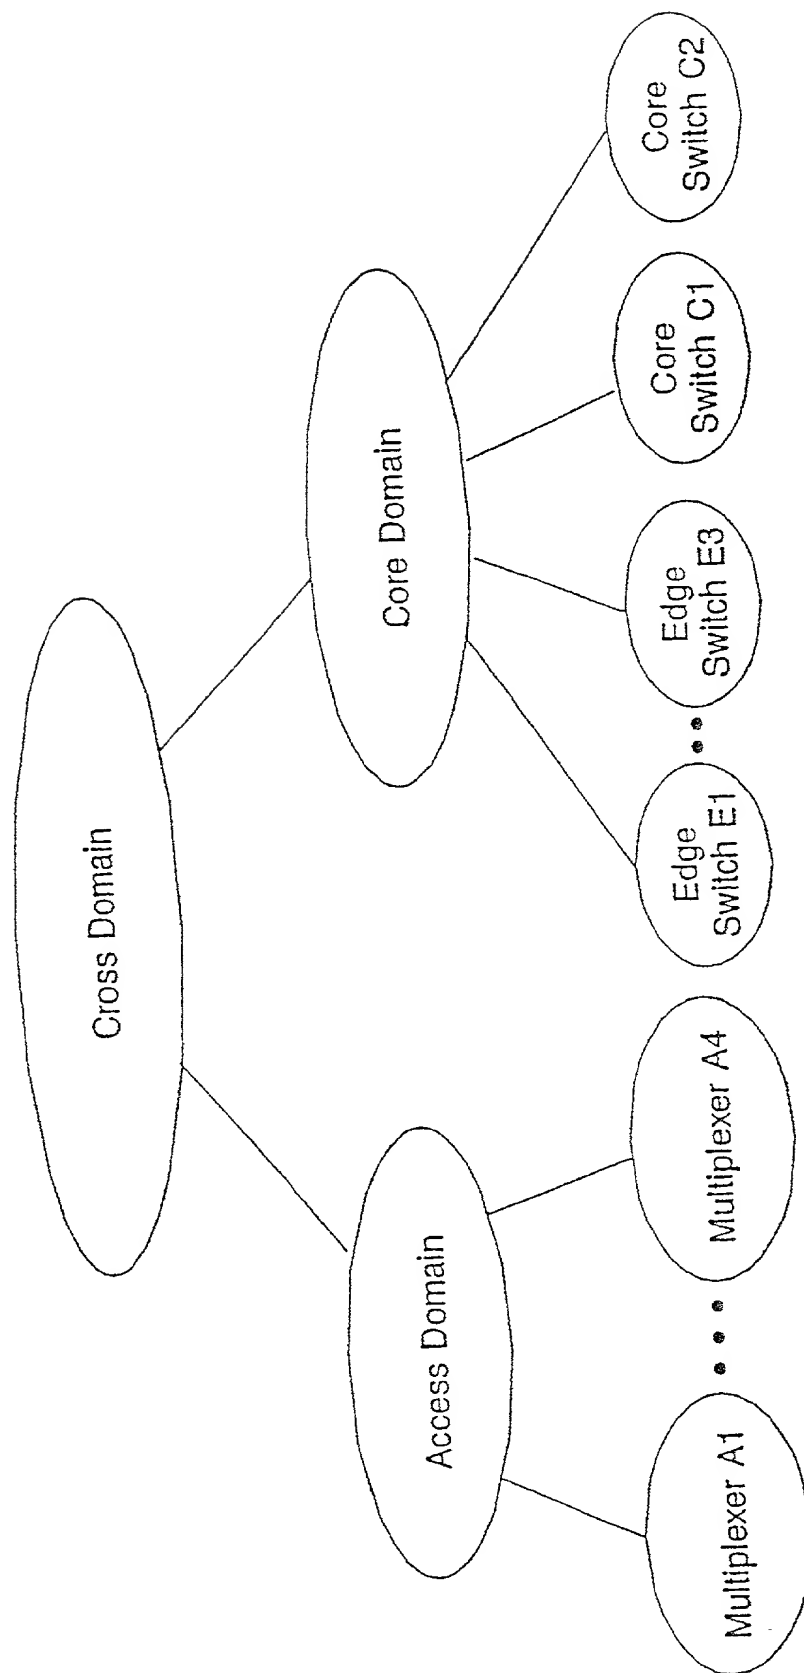 Cross Domain
Access Domain
Core Domain
Multiplexer A1
Multiplexer A4
Edge
Switch E1
Edge
Switch E3
Core
Switch C1
Core
Switch C2